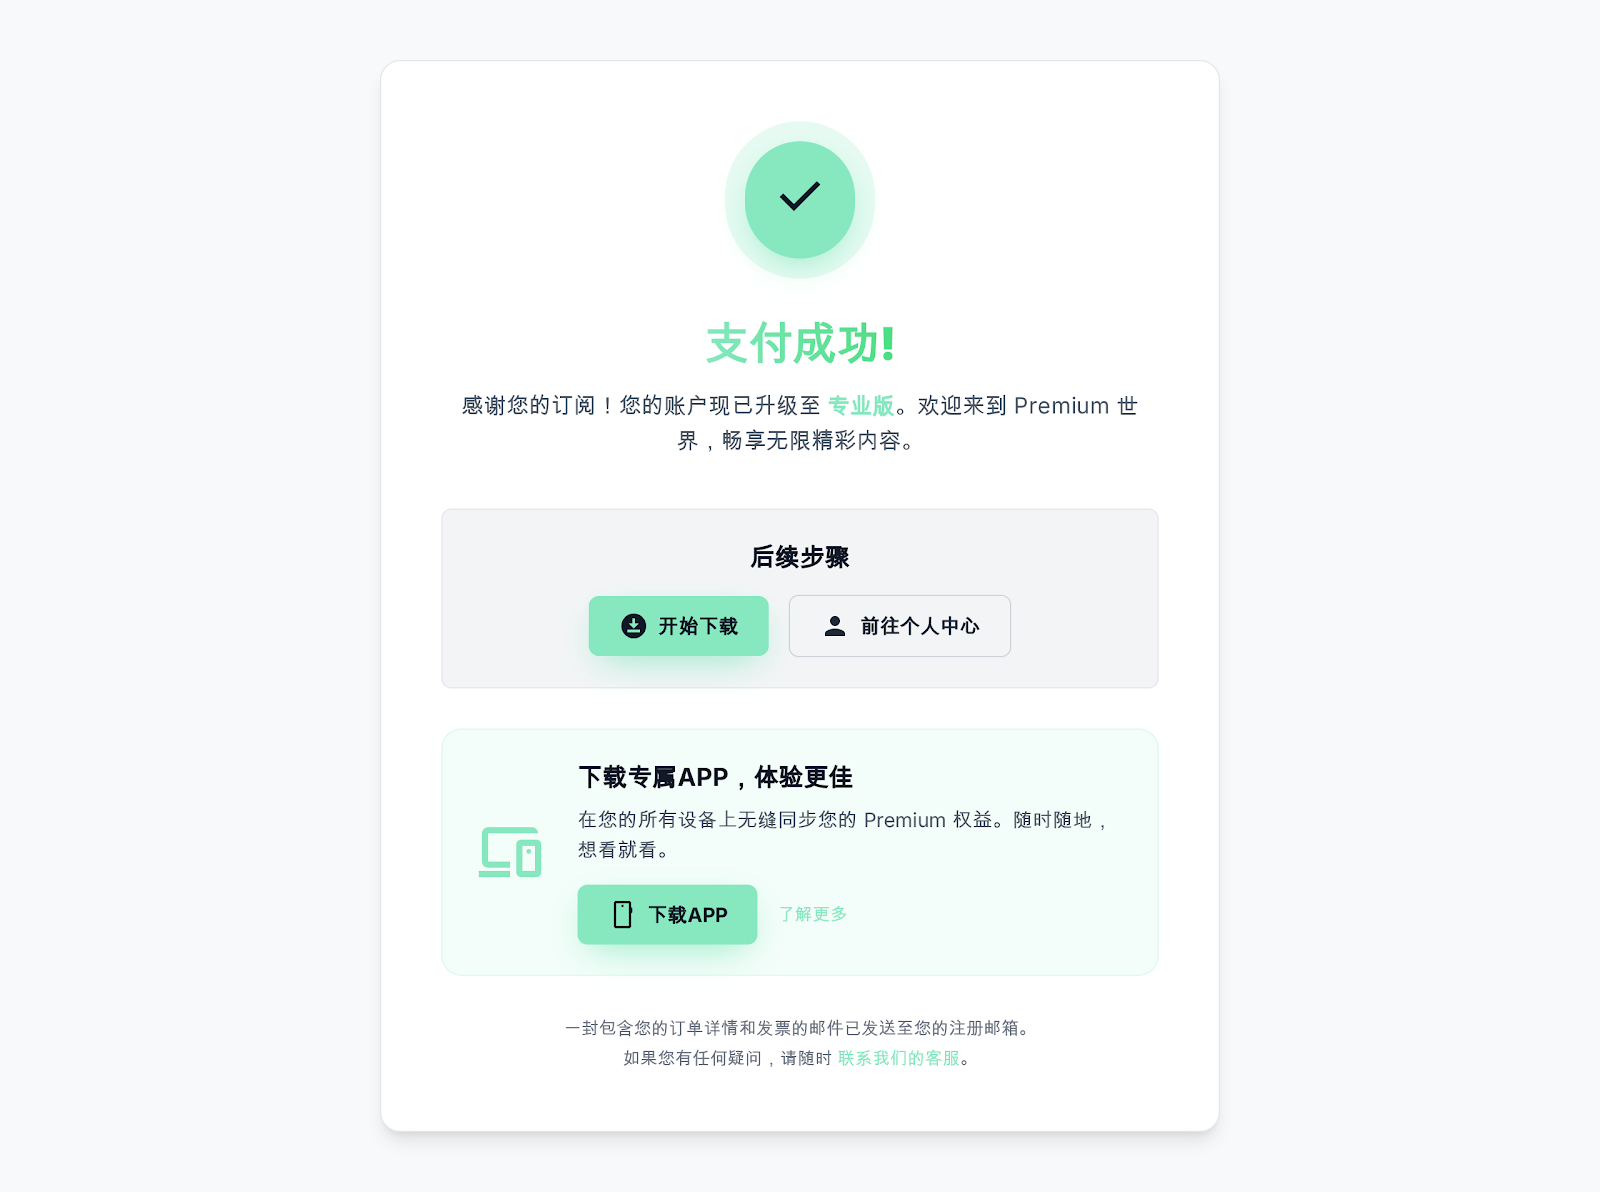 支付成功!
感谢您的订阅！您的账户现已升级至 专业版。欢迎来到 Premium 世
界，畅享无限精彩内容。
后续步骤
开始下载
前往个人中心
下载专属APP，体验更佳
在您的所有设备上无缝同步您的 Premium 权益。随时随地，
想看就看。
下载APP
了解更多
一封包含您的订单详情和发票的邮件已发送至您的注册邮箱。
如果您有任何疑问，请随时 联系我们的客服。